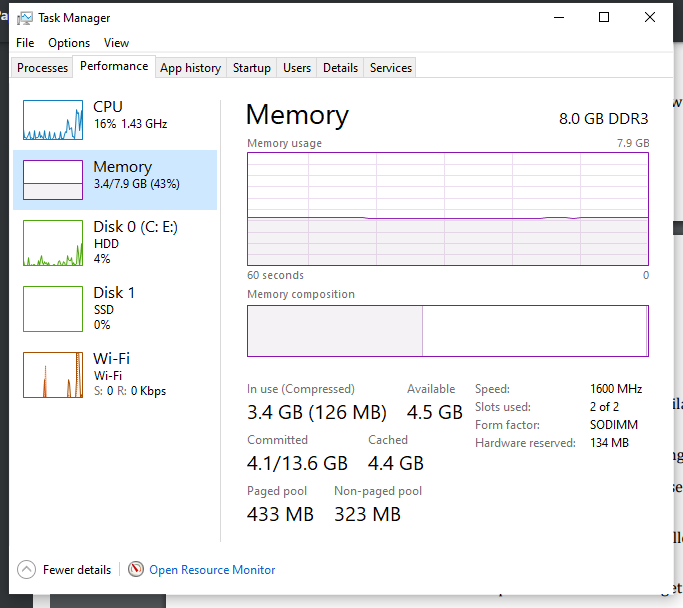 Task Manager
File Options View
Processes Performance App history Startup Users Details Services
CPU
16% 1.43 GHz
Memory
3.4/7.9 GB (43%)
Disk 0 (C: E:)
HDD
4%
Disk 1
SSD
0%
Wi-Fi
Wi-Fi
S: 0 R: 0 Kbps
Memory 8.0 GB DDR3
Memory usage 7.9 GB
60 seconds 0
Memory composition
In use (Compressed) Available
3.4 GB (126 MB) 4.5 GB
Committed Cached
4.1/13.6 GB 4.4 GB
Paged pool Non-paged pool
433 MB 323 MB
Speed: 1600 MHz
Slots used: 2 of 2
Form factor: SODIMM
Hardware reserved: 134 MB
Fewer details Open Resource Monitor